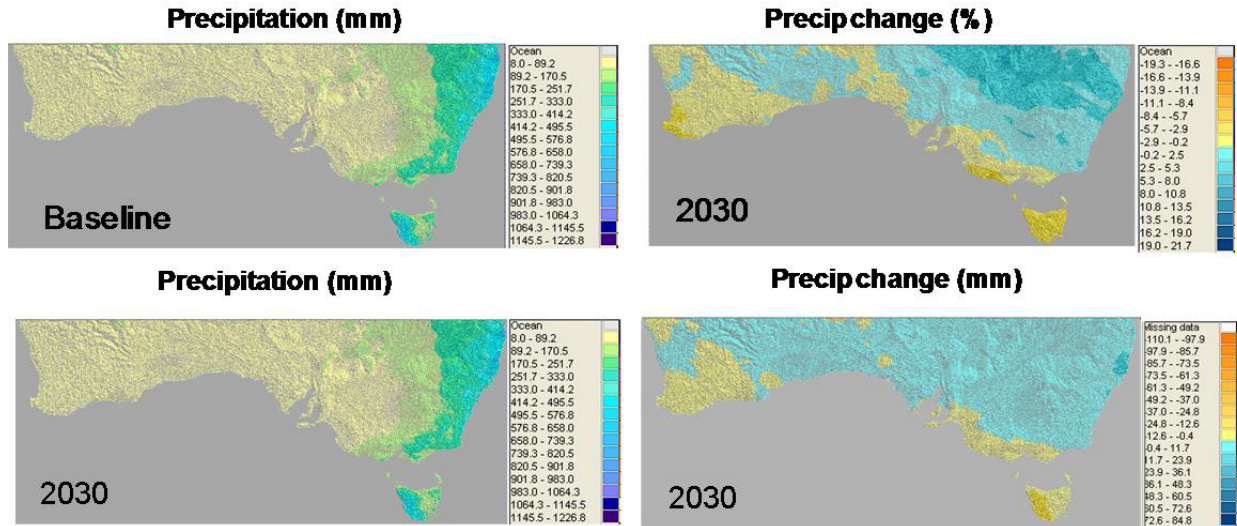 Precipitation (mm)
Precip change (%)
Ocean
8.0 - 89.2
89.2 - 170.5
170.5 - 251.7
251.7 - 333.0
333.0 - 414.2
414.2 - 495.5
495.5 - 576.8
576.8 - 658.0
658.0 - 739.3
739.3 - 820.5
820.5 - 901.8
901.8 - 983.0
983.0 - 1064.3
1064.3 - 1145.5
1145.5 - 1226.8
Baseline
Ocean
-19.3 - -16.6
-16.6 - -13.9
-13.9 - -11.1
-11.1 - -8.4
-8.4 - -5.7
-5.7 - -2.9
-2.9 - -0.2
-0.2 - 2.5
2.5 - 5.3
5.3 - 8.0
8.0 - 10.8
10.8 - 13.5
13.5 - 16.2
16.2 - 19.0
19.0 - 21.7
2030
Precipitation (mm)
Precip change (mm)
Ocean
8.0 - 89.2
89.2 - 170.5
170.5 - 251.7
251.7 - 333.0
333.0 - 414.2
414.2 - 495.5
495.5 - 576.8
576.8 - 658.0
658.0 - 739.3
739.3 - 820.5
820.5 - 901.8
901.8 - 983.0
983.0 - 1064.3
1064.3 - 1145.5
1145.5 - 1226.8
2030
Missing data
-110.1 - -97.9
-97.9 - -85.7
-85.7 - -73.5
-73.5 - -61.3
-61.3 - -49.2
-49.2 - -37.0
-37.0 - -24.8
-24.8 - -12.6
-12.6 - -0.4
-0.4 - 11.7
11.7 - 23.9
23.9 - 36.1
36.1 - 48.3
48.3 - 60.5
60.5 - 72.6
72.6 - 84.8
2030